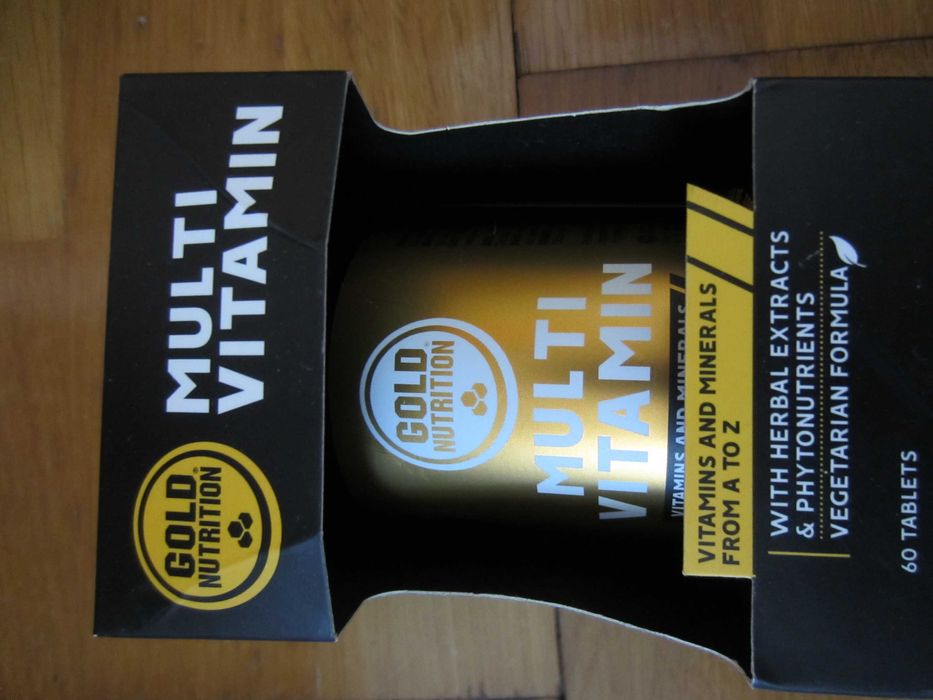 GOLD
NUTRITION
MULTI
VITAMIN
GOLD
NUTRITION
MULTI
VITAMIN
VITAMINS AND MINERALS
VITAMINS AND MINERALS
FROM A TO Z
WITH HERBAL EXTRACTS
& PHYTONUTRIENTS
VEGETARIAN FORMULA
60 TABLETS